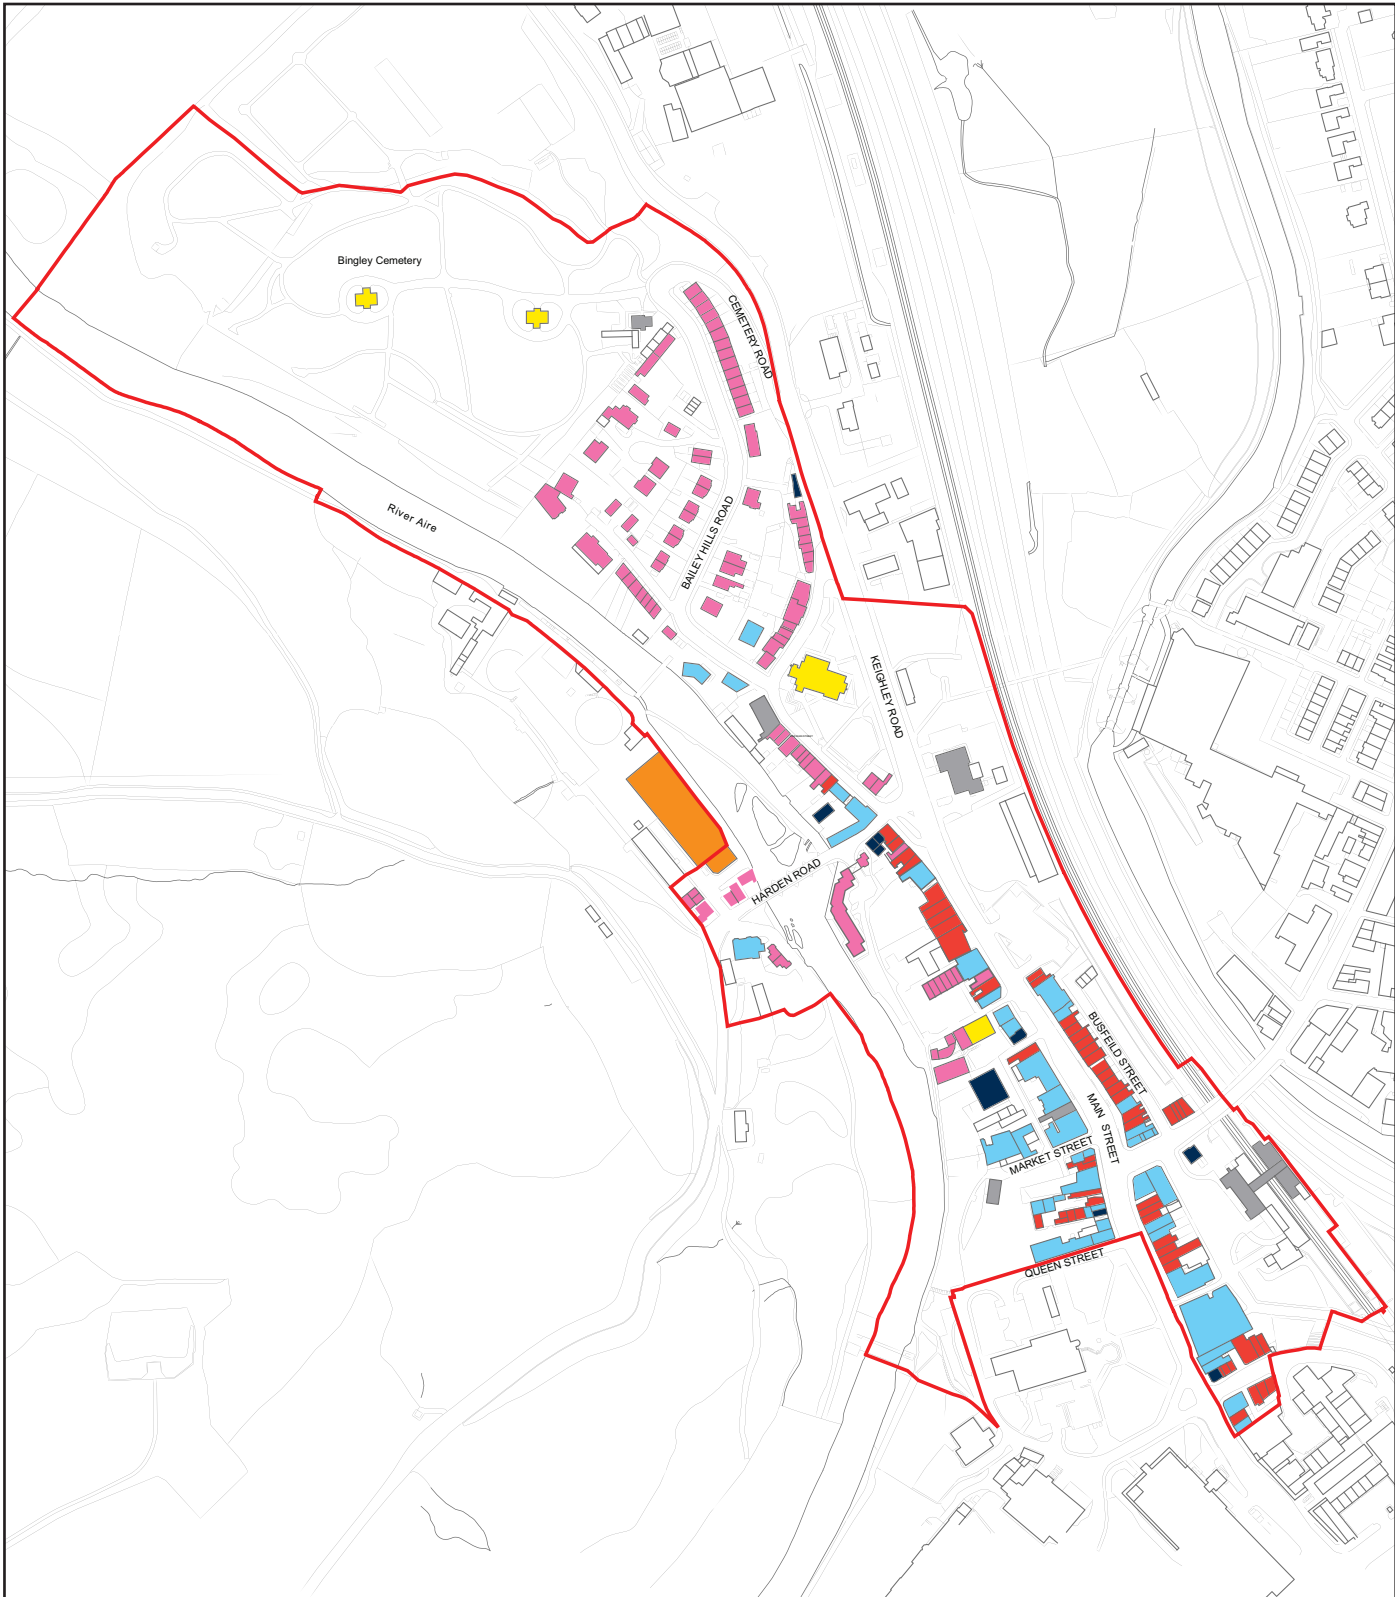 Bingley Cemetery
CEMETERY ROAD
River Aire
BAILEY HILLS ROAD
KEIGHLEY ROAD
HARDEN ROAD
BUSFEILD STREET
MAIN STREET
MARKET STREET
QUEEN STREET